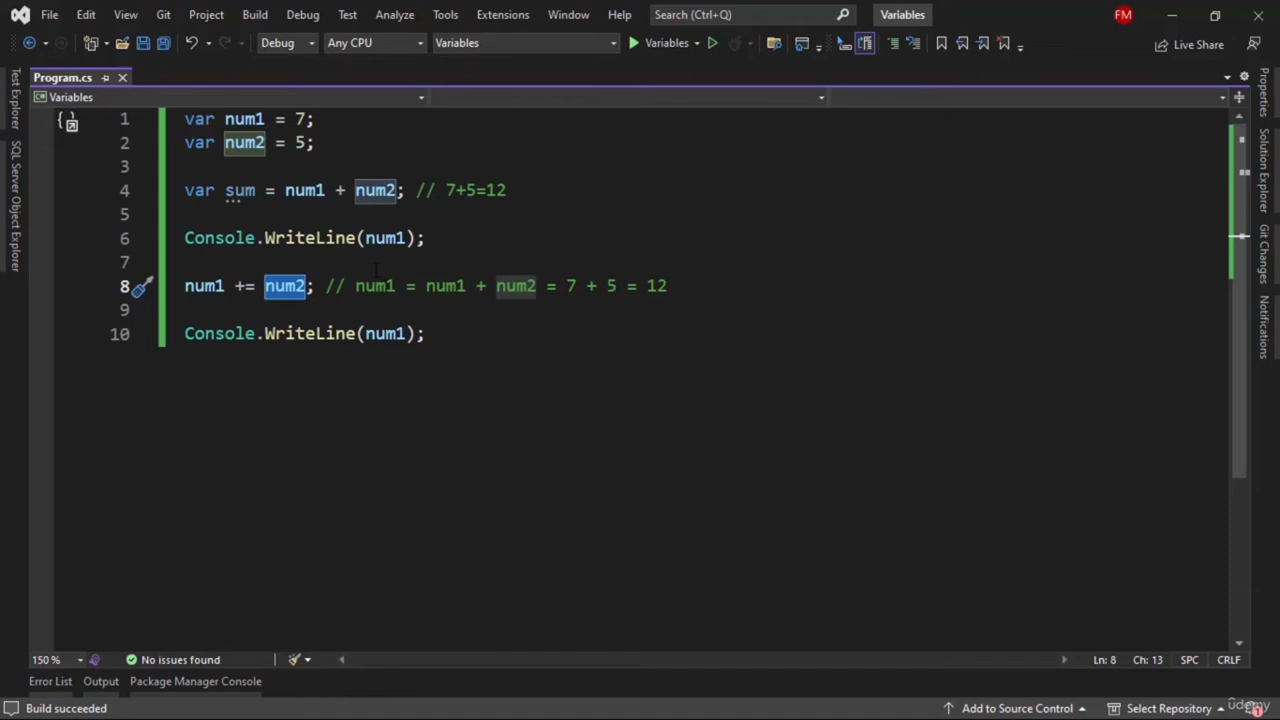 File Edit View Git Project Build Debug Test Analyze Tools Extensions Window Help Search (Ctrl+Q) Variables FM
Debug Any CPU Variables Variables Live Share
Program.cs
Variables
1 var num1 = 7;
2 var num2 = 5;
3
4 var sum = num1 + num2; // 7+5=12
5
6 Console.WriteLine(num1);
7
8 num1 += num2; // num1 = num1 + num2 = 7 + 5 = 12
9
10 Console.WriteLine(num1);
Test Explorer
SQL Server Object Explorer
Properties
Solution Explorer
Git Changes
Notifications
150 % No issues found Ln: 8 Ch: 13 SPC CRLF
Error List Output Package Manager Console
Build succeeded Add to Source Control Select Repository 1
udemy